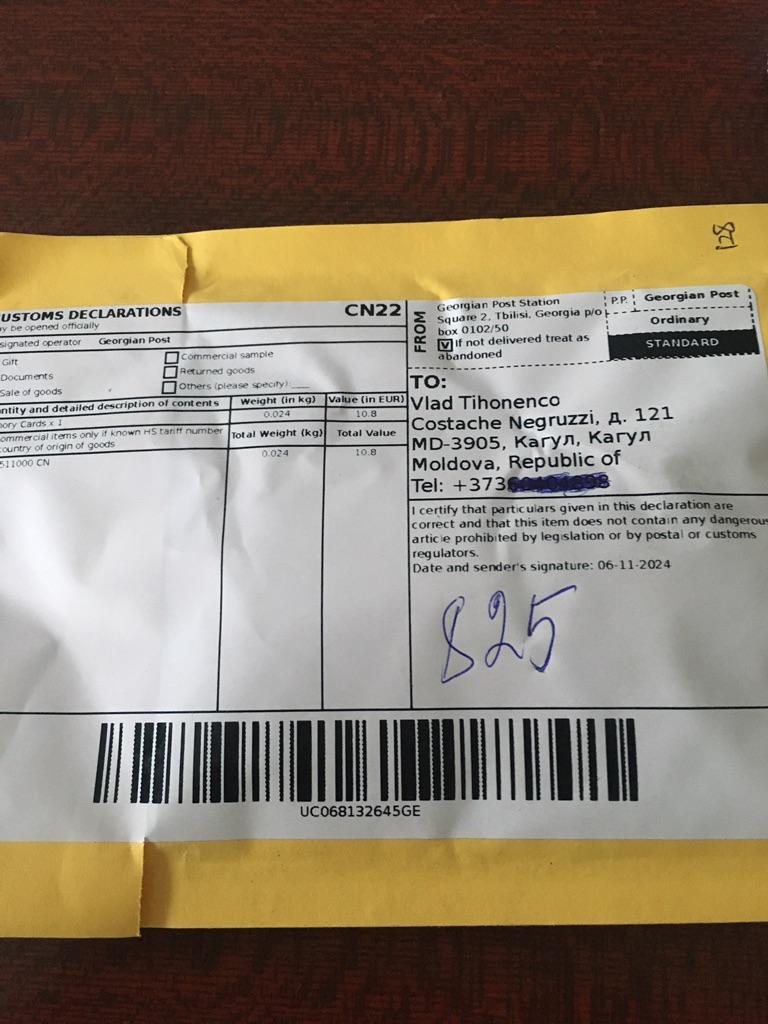 128
USTOMS DECLARATIONS CN22
y be opened officially
signated operator Georgian Post
Gift
Documents
Sale of goods
Commercial sample
Returned goods
Others (please specify):___
ntity and detailed description of contents Weight (in kg) Value (in EUR)
ory Cards x 1 0.024 10.8
ommercial items only if known HS tariff number
ountry of origin of goods
Total Weight (kg) Total Value
511000 CN 0.024 10.8
FROM
Georgian Post Station
Square 2, Tbilisi, Georgia p/o
box 0102/50
If not delivered treat as
abandoned
P.P. Georgian Post
Ordinary
STANDARD
TO:
Vlad Tihonenco
Costache Negruzzi, д. 121
MD-3905, Кагул, Кагул
Moldova, Republic of
Tel: +373
I certify that particulars given in this declaration are
correct and that this item does not contain any dangerous
article prohibited by legislation or by postal or customs
regulators.
Date and sender's signature: 06-11-2024
825
UC068132645GE